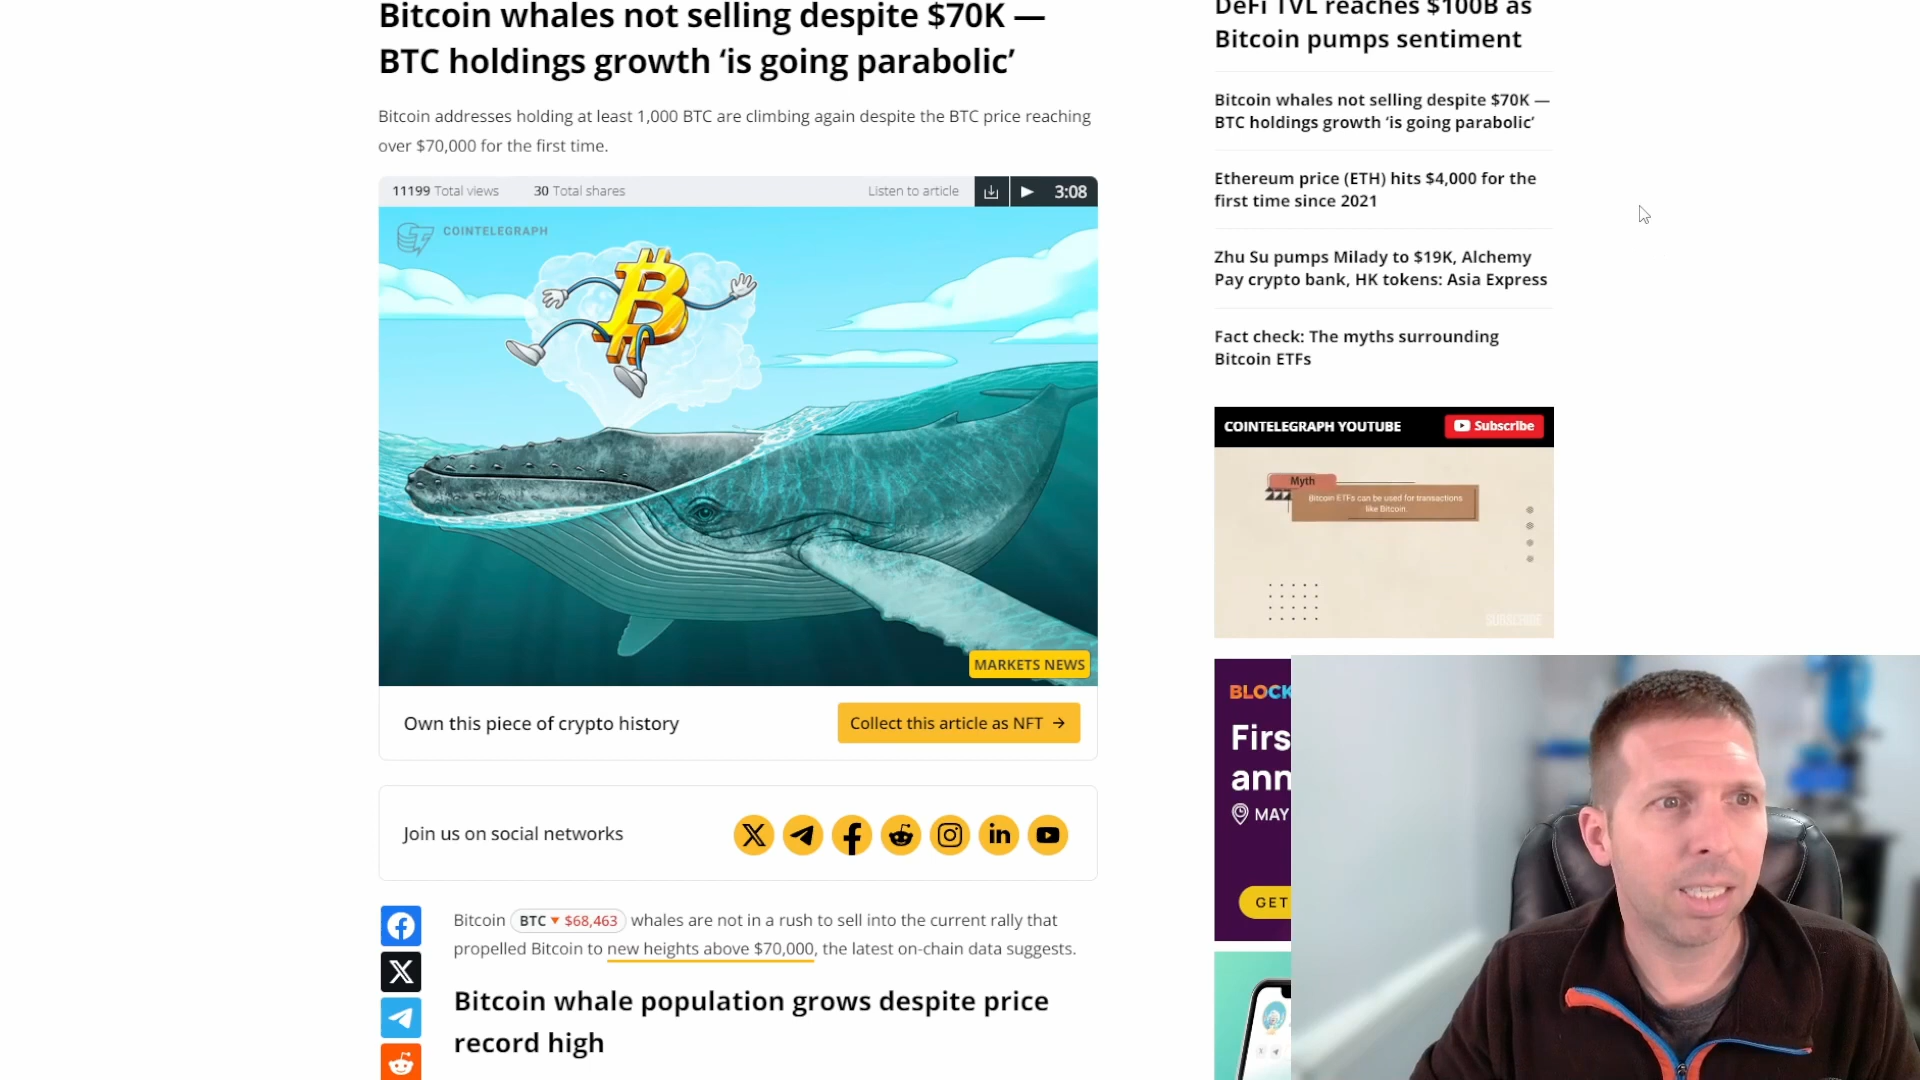 Bitcoin whales not selling despite $70K —
BTC holdings growth ‘is going parabolic’
Bitcoin addresses holding at least 1,000 BTC are climbing again despite the BTC price reaching
over $70,000 for the first time.
11199 Total views 30 Total shares Listen to article 3:08
COINTELEGRAPH
MARKETS NEWS
Own this piece of crypto history Collect this article as NFT →
Join us on social networks
Bitcoin BTC ▼ $68,463 whales are not in a rush to sell into the current rally that
propelled Bitcoin to new heights above $70,000, the latest on-chain data suggests.
Bitcoin whale population grows despite price
record high
DeFi TVL reaches $100B as
Bitcoin pumps sentiment
Bitcoin whales not selling despite $70K —
BTC holdings growth ‘is going parabolic’
Ethereum price (ETH) hits $4,000 for the
first time since 2021
Zhu Su pumps Milady to $19K, Alchemy
Pay crypto bank, HK tokens: Asia Express
Fact check: The myths surrounding
Bitcoin ETFs
COINTELEGRAPH YOUTUBE Subscribe
Myth
Bitcoin ETFs can be used for transactions
like Bitcoin.
SUBSCRIBE
BLOCK
Firs
ann
MAY
GET